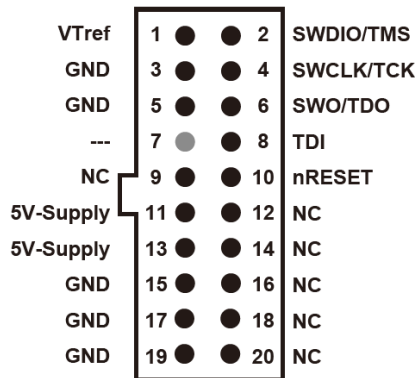 VTref 1 2 SWDIO/TMS
GND 3 4 SWCLK/TCK
GND 5 6 SWO/TDO
--- 7 8 TDI
NC 9 10 nRESET
5V-Supply 11 12 NC
5V-Supply 13 14 NC
GND 15 16 NC
GND 17 18 NC
GND 19 20 NC